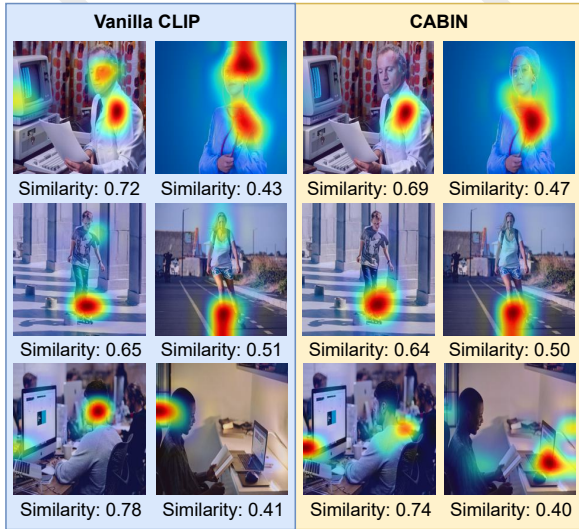 Vanilla CLIP
CABIN
Similarity: 0.72
Similarity: 0.43
Similarity: 0.69
Similarity: 0.47
Similarity: 0.65
Similarity: 0.51
Similarity: 0.64
Similarity: 0.50
Similarity: 0.78
Similarity: 0.41
Similarity: 0.74
Similarity: 0.40